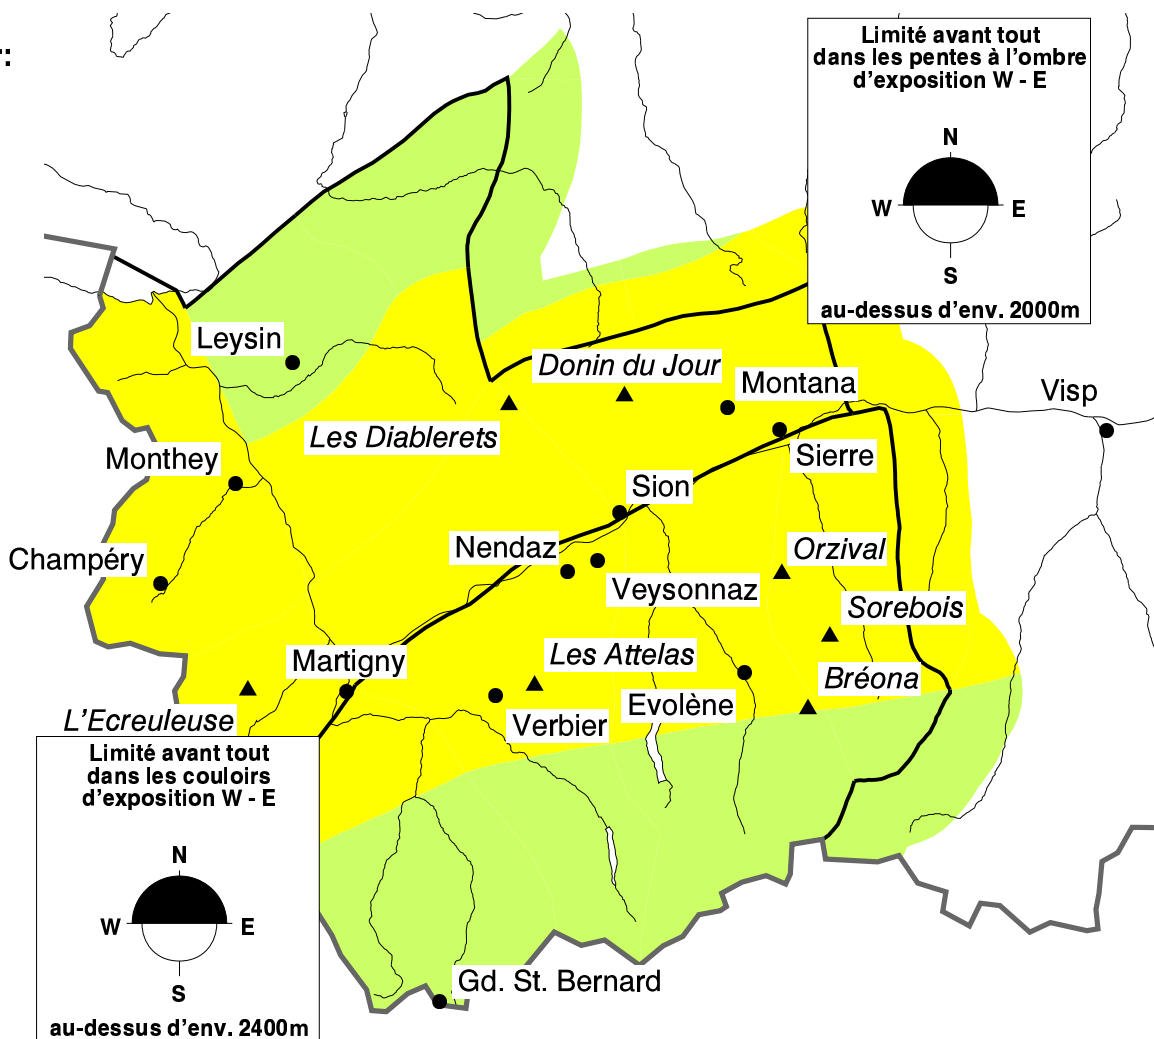 r:
Limité avant tout
dans les pentes à l'ombre
d'exposition W - E
N
W
E
S
au-dessus d'env. 2000m
Leysin
Donin du Jour
Montana
Visp
Les Diablerets
Sierre
Monthey
Sion
Nendaz
Orzival
Champéry
Veysonnaz
Sorebois
Les Attelas
Martigny
Bréona
Evolène
L'Ecreuleuse
Verbier
Limité avant tout
dans les couloirs
d'exposition W - E
N
W
E
S
au-dessus d'env. 2400m
Gd. St. Bernard